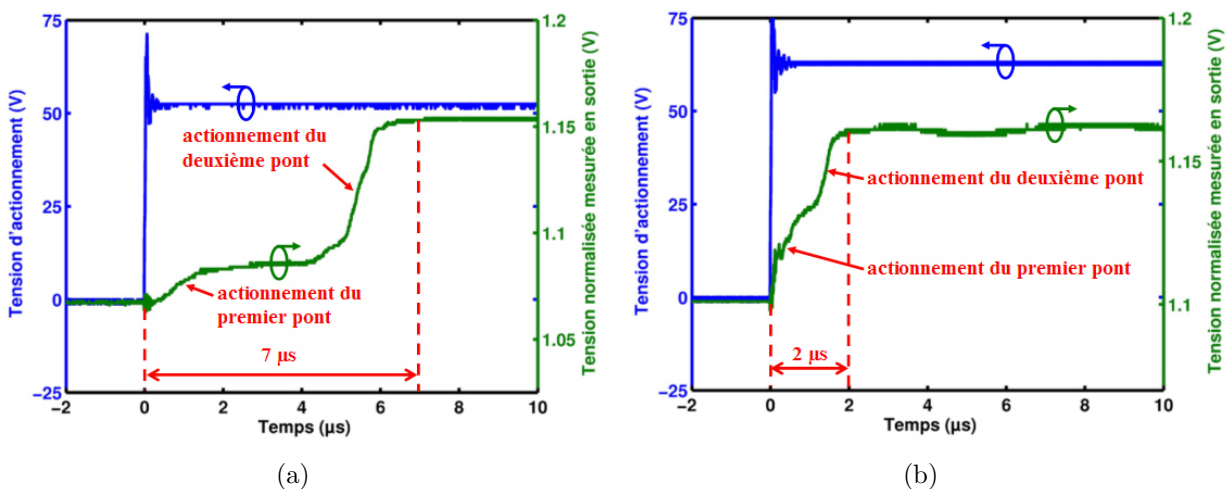 75
50
25
0
−25
Tension d'actionnement (V)
1.2
1.15
1.1
1.05
Tension normalisée mesurée en sortie (V)
actionnement du
deuxième pont
actionnement du
premier pont
7 µs
−2
0
2
4
6
8
10
Temps (µs)
(a)
75
50
25
0
−25
Tension d'actionnement (V)
1.2
1.15
1.1
Tension normalisée mesurée en sortie (V)
actionnement du deuxième pont
actionnement du premier pont
2 µs
−2
0
2
4
6
8
10
Temps (µs)
(b)